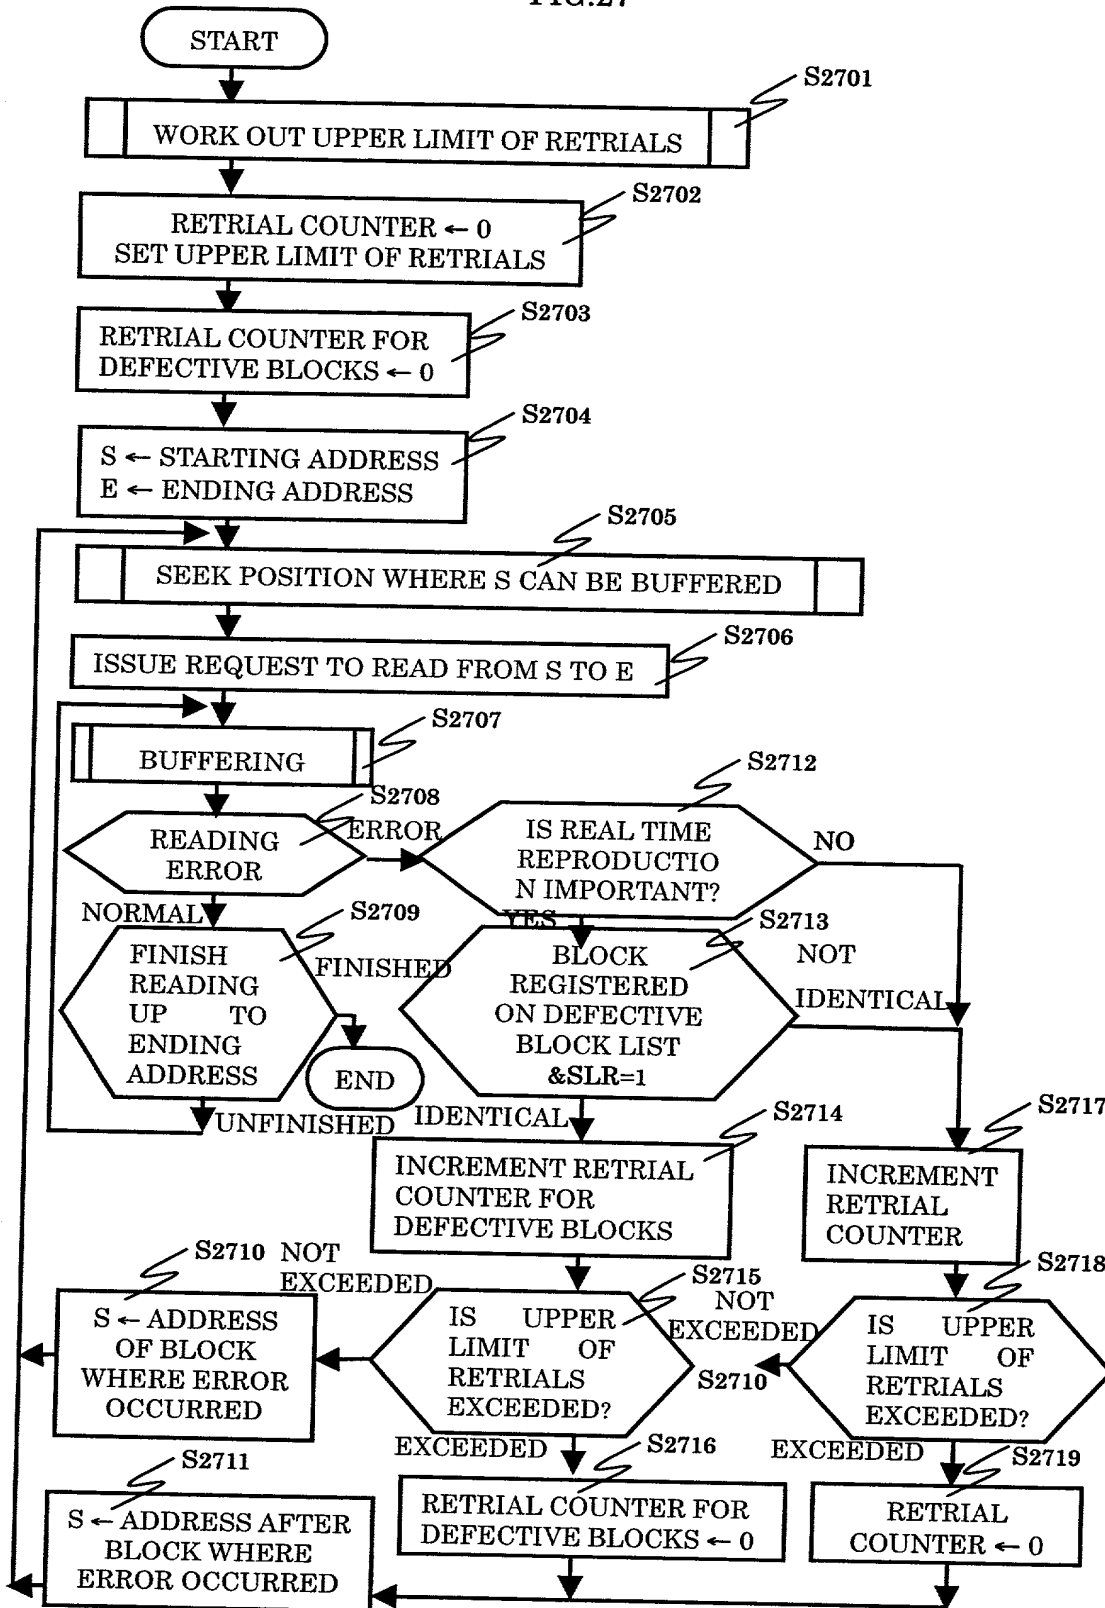 FIG.27
START
S2701
WORK OUT UPPER LIMIT OF RETRIALS
S2702
RETRIAL COUNTER ← 0
SET UPPER LIMIT OF RETRIALS
S2703
RETRIAL COUNTER FOR
DEFECTIVE BLOCKS ← 0
S2704
S ← STARTING ADDRESS
E ← ENDING ADDRESS
S2705
SEEK POSITION WHERE S CAN BE BUFFERED
S2706
ISSUE REQUEST TO READ FROM S TO E
S2707
BUFFERING
S2708
READING
ERROR
ERROR
S2712
IS REAL TIME
REPRODUCTIO
N IMPORTANT?
NO
NORMAL
YES
S2709
FINISH
READING
UP TO
ENDING
ADDRESS
FINISHED
END
UNFINISHED
S2713
BLOCK
REGISTERED
ON DEFECTIVE
BLOCK LIST
&SLR=1
NOT
IDENTICAL
IDENTICAL
S2714
INCREMENT RETRIAL
COUNTER FOR
DEFECTIVE BLOCKS
S2717
INCREMENT
RETRIAL
COUNTER
S2710
NOT
EXCEEDED
S ← ADDRESS
OF BLOCK
WHERE ERROR
OCCURRED
S2715
IS UPPER
LIMIT OF
RETRIALS
EXCEEDED?
NOT
EXCEEDED
S2710
S2718
IS UPPER
LIMIT OF
RETRIALS
EXCEEDED?
EXCEEDED
EXCEEDED
S2711
S ← ADDRESS AFTER
BLOCK WHERE
ERROR OCCURRED
S2716
RETRIAL COUNTER FOR
DEFECTIVE BLOCKS ← 0
S2719
RETRIAL
COUNTER ← 0